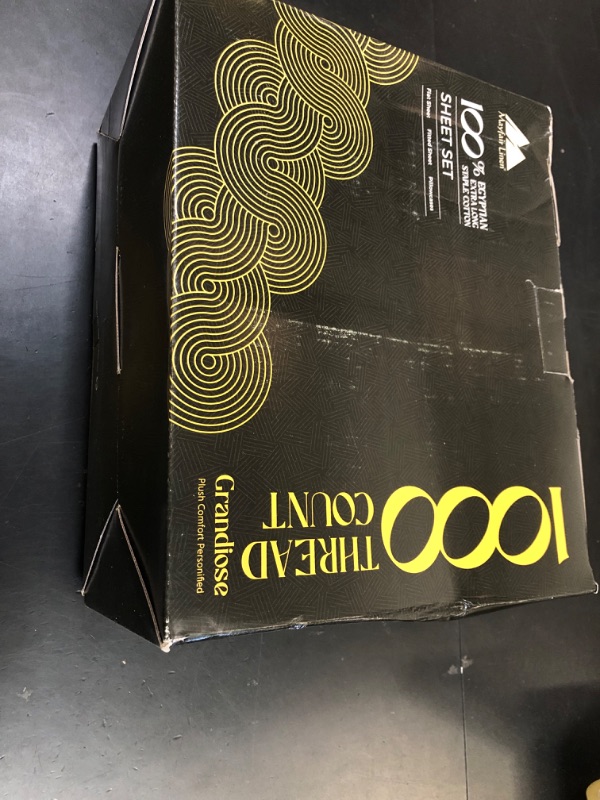 Mayfair Linen
100%
EGYPTIAN
EXTRA LONG
STAPLE COTTON
SHEET SET
Flat Sheet Fitted Sheet Pillowcases
1000
THREAD
COUNT
Grandiose
Plush Comfort Personified